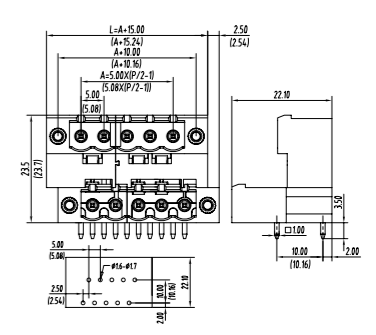 L=A+15.00
(A+15.24)
2.50
(2.54)
A+10.00
(A+10.16)
A=5.00X(P/2-1)
(5.08X(P/2-1))
5.00
(5.08)
22.10
23.5
(23.7)
3.50
□1.00
10.00
(10.16)
2.00
5.00
(5.08)
ø1.6-ø1.7
2.50
(2.54)
10.00
(10.16)
22.10
2.00